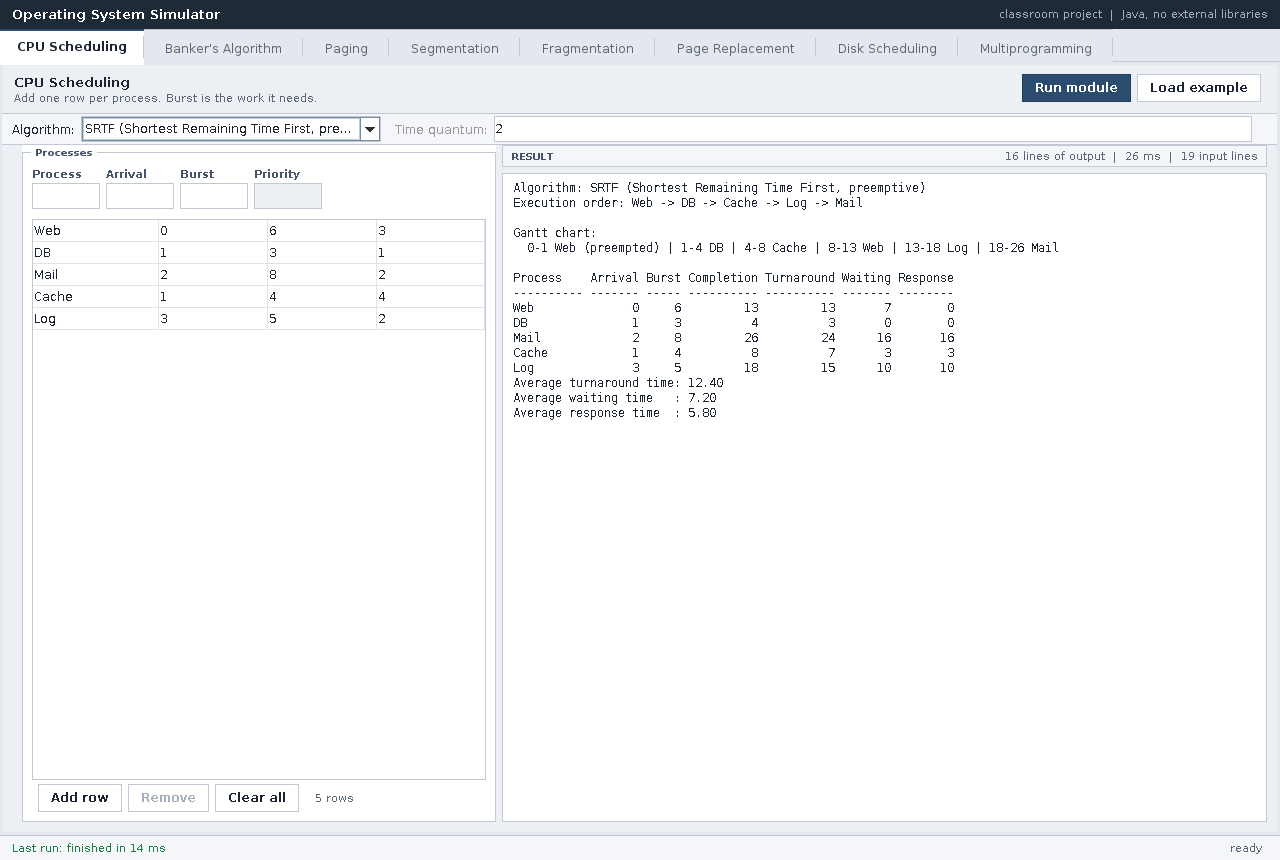 Operating System Simulator
classroom project | Java, no external libraries
CPU Scheduling Banker's Algorithm Paging Segmentation Fragmentation Page Replacement Disk Scheduling Multiprogramming
CPU Scheduling
Add one row per process. Burst is the work it needs.
Run module Load example
Algorithm: SRTF (Shortest Remaining Time First, pre... Time quantum: 2
Processes
Process Arrival Burst Priority
Web 0 6 3
DB 1 3 1
Mail 2 8 2
Cache 1 4 4
Log 3 5 2
Add row Remove Clear all 5 rows
RESULT 16 lines of output | 26 ms | 19 input lines
Algorithm: SRTF (Shortest Remaining Time First, preemptive)
Execution order: Web -> DB -> Cache -> Log -> Mail
Gantt chart:
0-1 Web (preempted) | 1-4 DB | 4-8 Cache | 8-13 Web | 13-18 Log | 18-26 Mail
Process Arrival Burst Completion Turnaround Waiting Response
---------- ------- ----- ---------- ---------- ------- --------
Web 0 6 13 13 7 0
DB 1 3 4 3 0 0
Mail 2 8 26 24 16 16
Cache 1 4 8 7 3 3
Log 3 5 18 15 10 10
Average turnaround time: 12.40
Average waiting time : 7.20
Average response time : 5.80
Last run: finished in 14 ms
ready